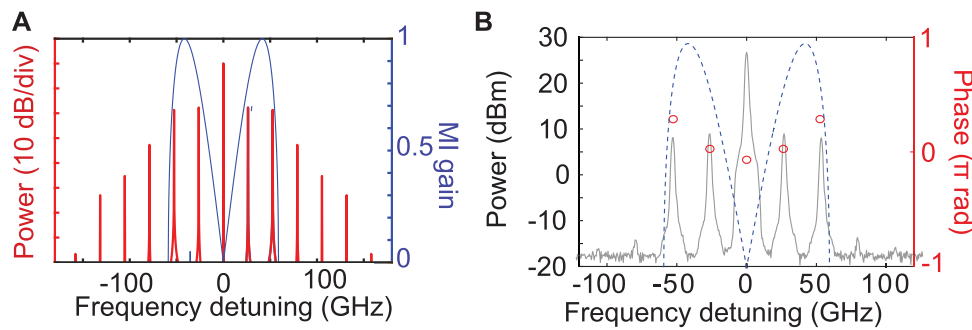 A
Power (10 dB/div)
1
0.5
0
MI gain
-100 0 100
Frequency detuning (GHz)
B
Power (dBm)
30
20
10
0
-10
-20
1
0
-1
Phase (π rad)
-100 -50 0 50 100
Frequency detuning (GHz)